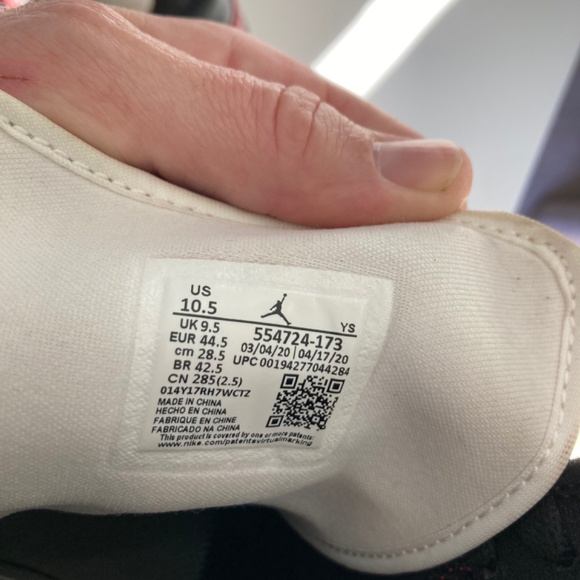 US
10.5
YS
UK 9.5
554724-173
EUR 44.5
03/04/20 | 04/17/20
cm 28.5
UPC 00194277044284
BR 42.5
CN 285(2.5)
014Y17RH7WCTZ
MADE IN CHINA
HECHO EN CHINA
FABRIQUE EN CHINE
FABRICADO NA CHINA
This product is covered by one or more patents:
www.nike.com/patentsvirtualmarking